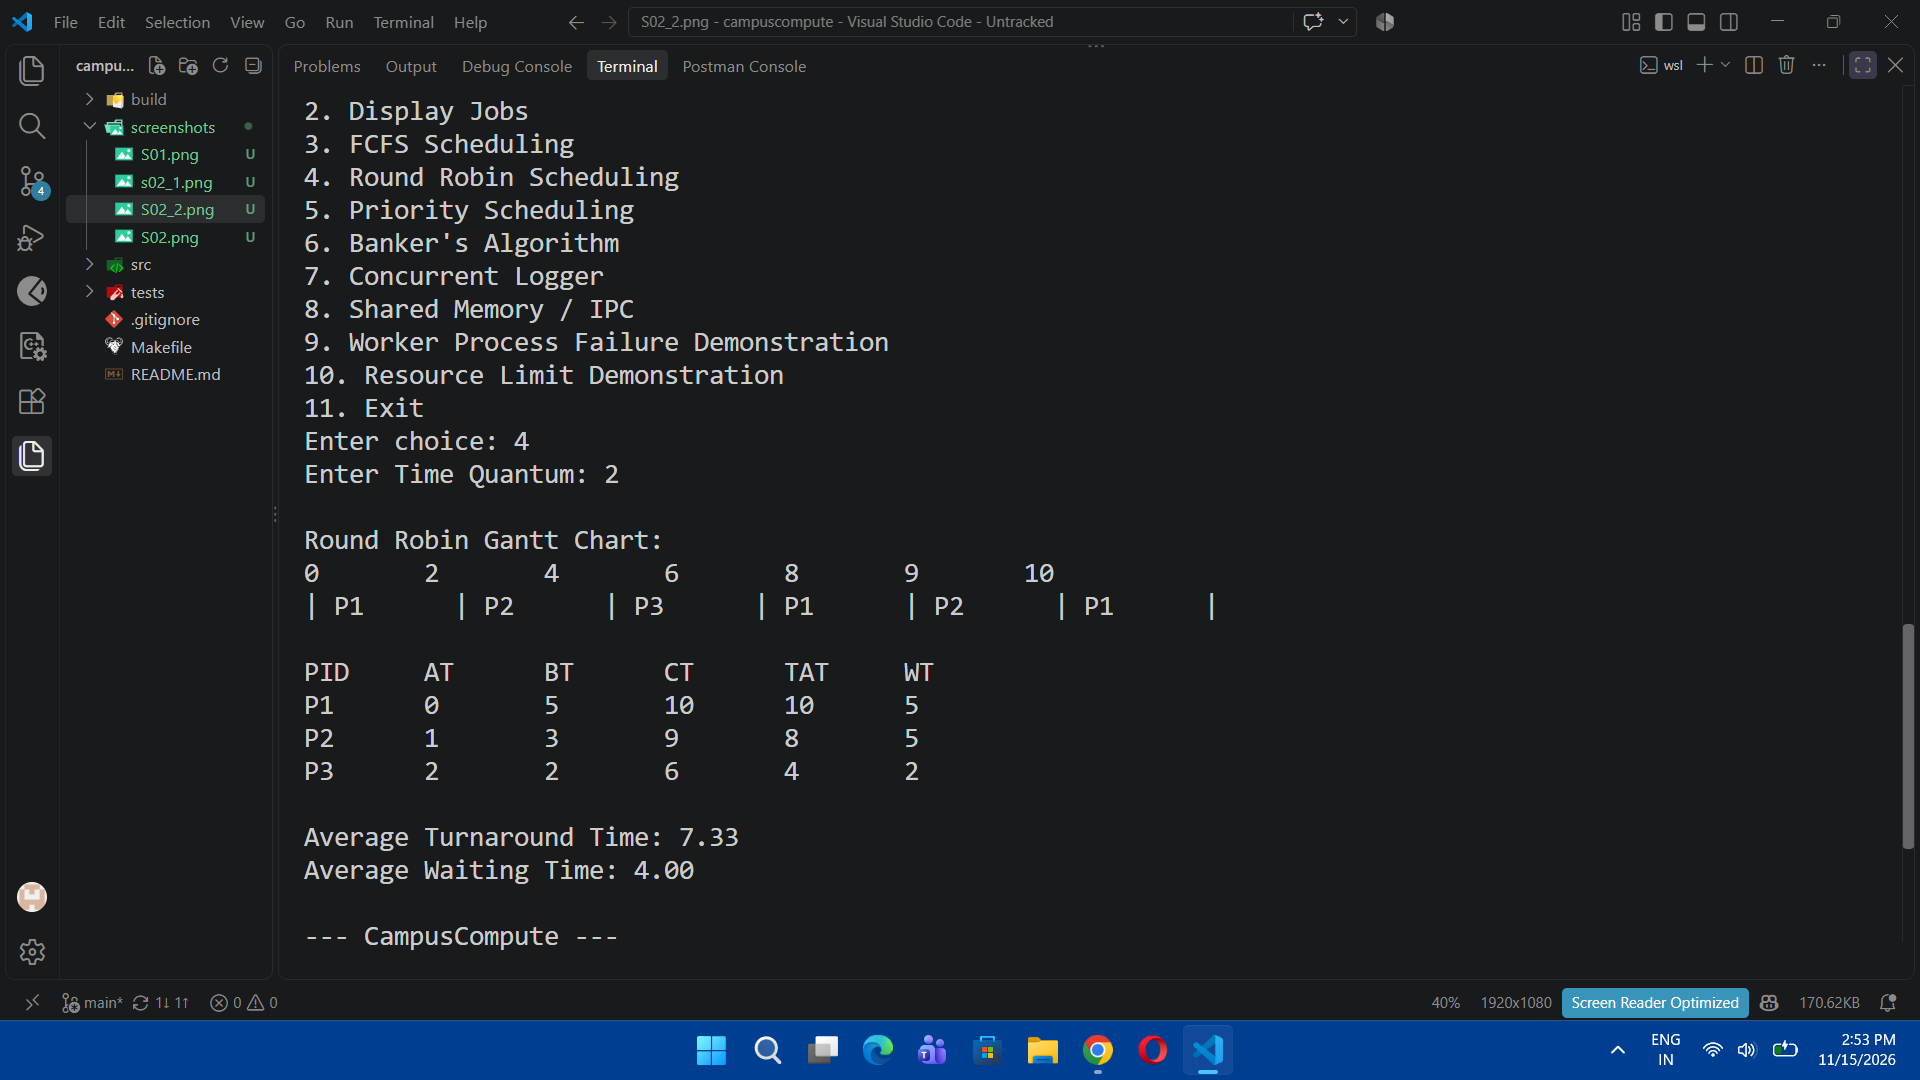 File Edit Selection View Go Run Terminal Help
S02_2.png - campuscompute - Visual Studio Code - Untracked
campu...
build
screenshots
S01.png U
s02_1.png U
S02_2.png U
S02.png U
src
tests
.gitignore
Makefile
README.md
4
Problems Output Debug Console Terminal Postman Console
wsl
2. Display Jobs
3. FCFS Scheduling
4. Round Robin Scheduling
5. Priority Scheduling
6. Banker's Algorithm
7. Concurrent Logger
8. Shared Memory / IPC
9. Worker Process Failure Demonstration
10. Resource Limit Demonstration
11. Exit
Enter choice: 4
Enter Time Quantum: 2
Round Robin Gantt Chart:
0 2 4 6 8 9 10
| P1 | P2 | P3 | P1 | P2 | P1 |
PID AT BT CT TAT WT
P1 0 5 10 10 5
P2 1 3 9 8 5
P3 2 2 6 4 2
Average Turnaround Time: 7.33
Average Waiting Time: 4.00
--- CampusCompute ---
main* 1↓ 1↑ 0 0
40% 1920x1080 Screen Reader Optimized 170.62KB
ENG
IN
2:53 PM
11/15/2026